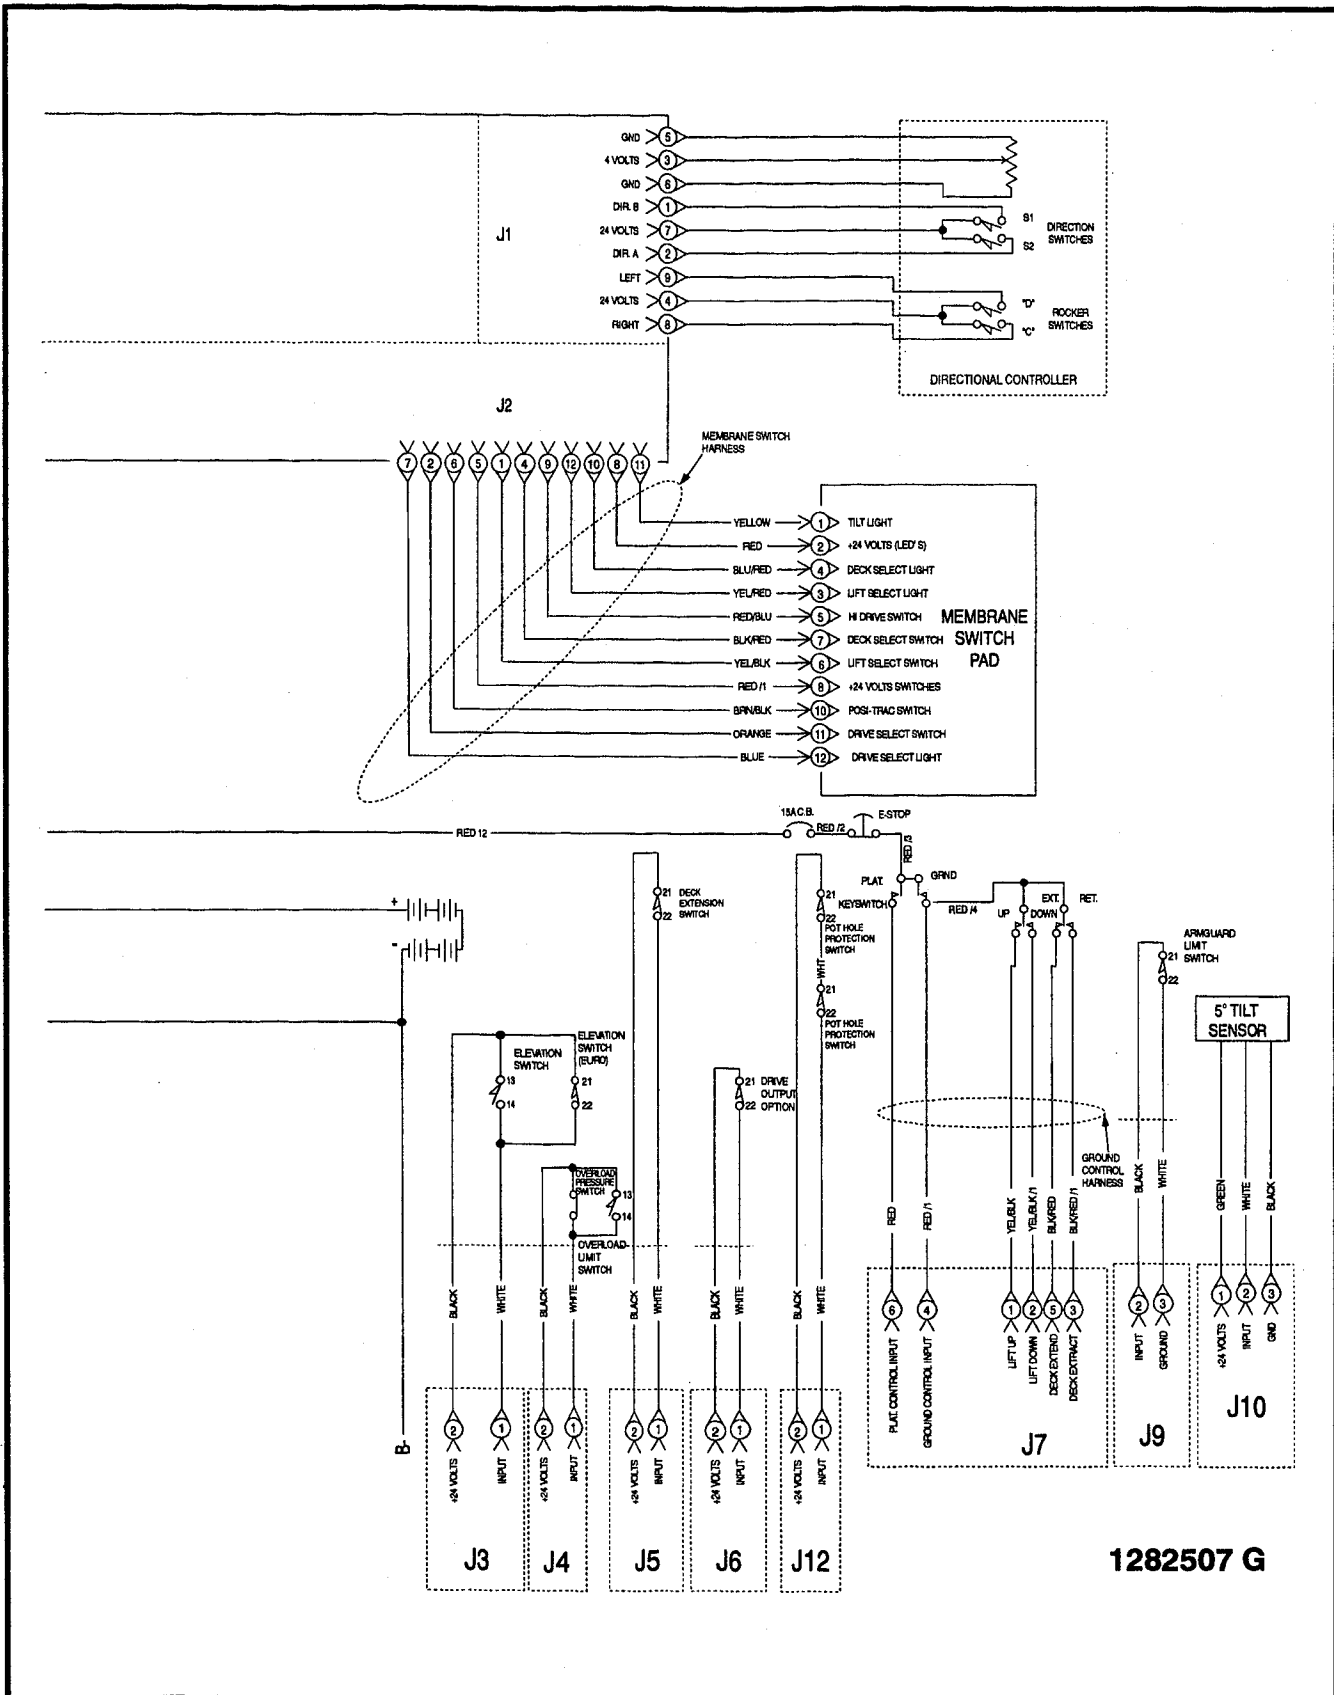 GND 5
4 VOLTS 3
GND 6
DIR. B 1
24 VOLTS 7
DIR. A 2
LEFT 9
24 VOLTS 4
RIGHT 8
J1
S1
S2
DIRECTION
SWITCHES
"D"
"C"
ROCKER
SWITCHES
DIRECTIONAL CONTROLLER
J2
7 2 6 5 1 4 9 12 10 8 11
MEMBRANE SWITCH
HARNESS
YELLOW 1 TILT LIGHT
RED 2 +24 VOLTS (LED'S)
BLU/RED 4 DECK SELECT LIGHT
YEL/RED 3 LIFT SELECT LIGHT
RED/BLU 5 HI DRIVE SWITCH
BLK/RED 7 DECK SELECT SWITCH
YEL/BLK 6 LIFT SELECT SWITCH
RED /1 8 +24 VOLTS SWITCHES
BRN/BLK 10 POSI-TRAC SWITCH
ORANGE 11 DRIVE SELECT SWITCH
BLUE 12 DRIVE SELECT LIGHT
MEMBRANE
SWITCH
PAD
RED 12
15A C.B.
RED /2
E-STOP
RED /3
PLAT.
GRND
KEYSWITCH
RED /4
UP
DOWN
EXT.
RET.
+
-
21
22
DECK
EXTENSION
SWITCH
21
22
POT HOLE
PROTECTION
SWITCH
WHT
21
22
POT HOLE
PROTECTION
SWITCH
ARMGUARD
LIMIT
SWITCH
21
22
5° TILT
SENSOR
ELEVATION
SWITCH
13
14
ELEVATION
SWITCH
(EURO)
21
22
21
22
DRIVE
OUTPUT
OPTION
OVERLOAD
PRESSURE
SWITCH
13
14
OVERLOAD
LIMIT
SWITCH
GROUND
CONTROL
HARNESS
BLACK
WHITE
BLACK
WHITE
BLACK
WHITE
BLACK
WHITE
BLACK
WHITE
RED
RED /1
YEL/BLK
YEL/BLK /1
BLK/RED
BLK/RED /1
BLACK
WHITE
GREEN
WHITE
BLACK
B-
2 +24 VOLTS
1 INPUT
J3
2 +24 VOLTS
1 INPUT
J4
2 +24 VOLTS
1 INPUT
J5
2 +24 VOLTS
1 INPUT
J6
2 +24 VOLTS
1 INPUT
J12
6 PLAT. CONTROL INPUT
4 GROUND CONTROL INPUT
1 LIFT UP
2 LIFT DOWN
5 DECK EXTEND
3 DECK EXTRACT
J7
2 INPUT
3 GROUND
J9
1 +24 VOLTS
2 INPUT
3 GND
J10
1282507 G